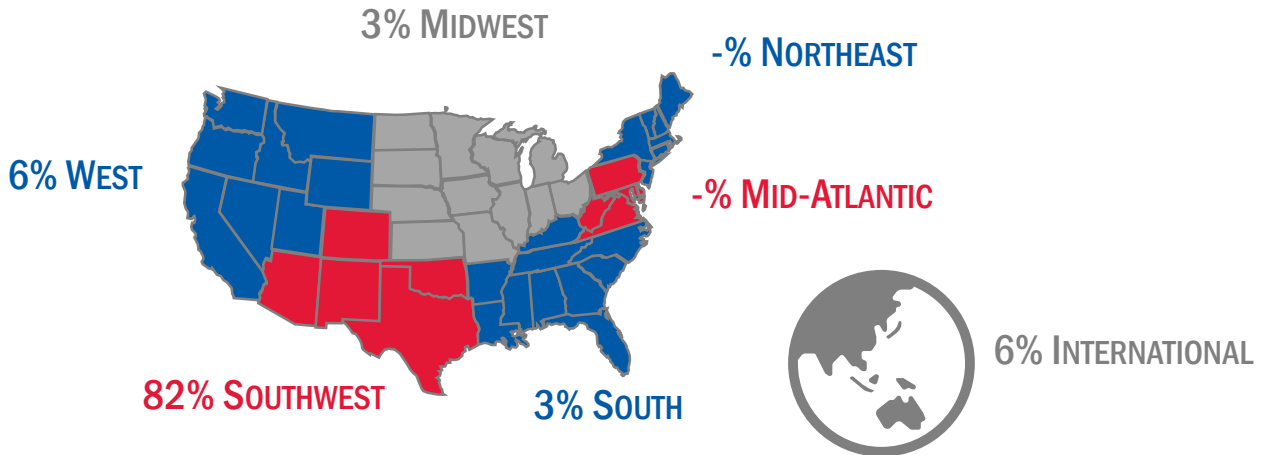 3% MIDWEST
-% NORTHEAST
6% WEST
-% MID-ATLANTIC
6% INTERNATIONAL
82% SOUTHWEST
3% SOUTH